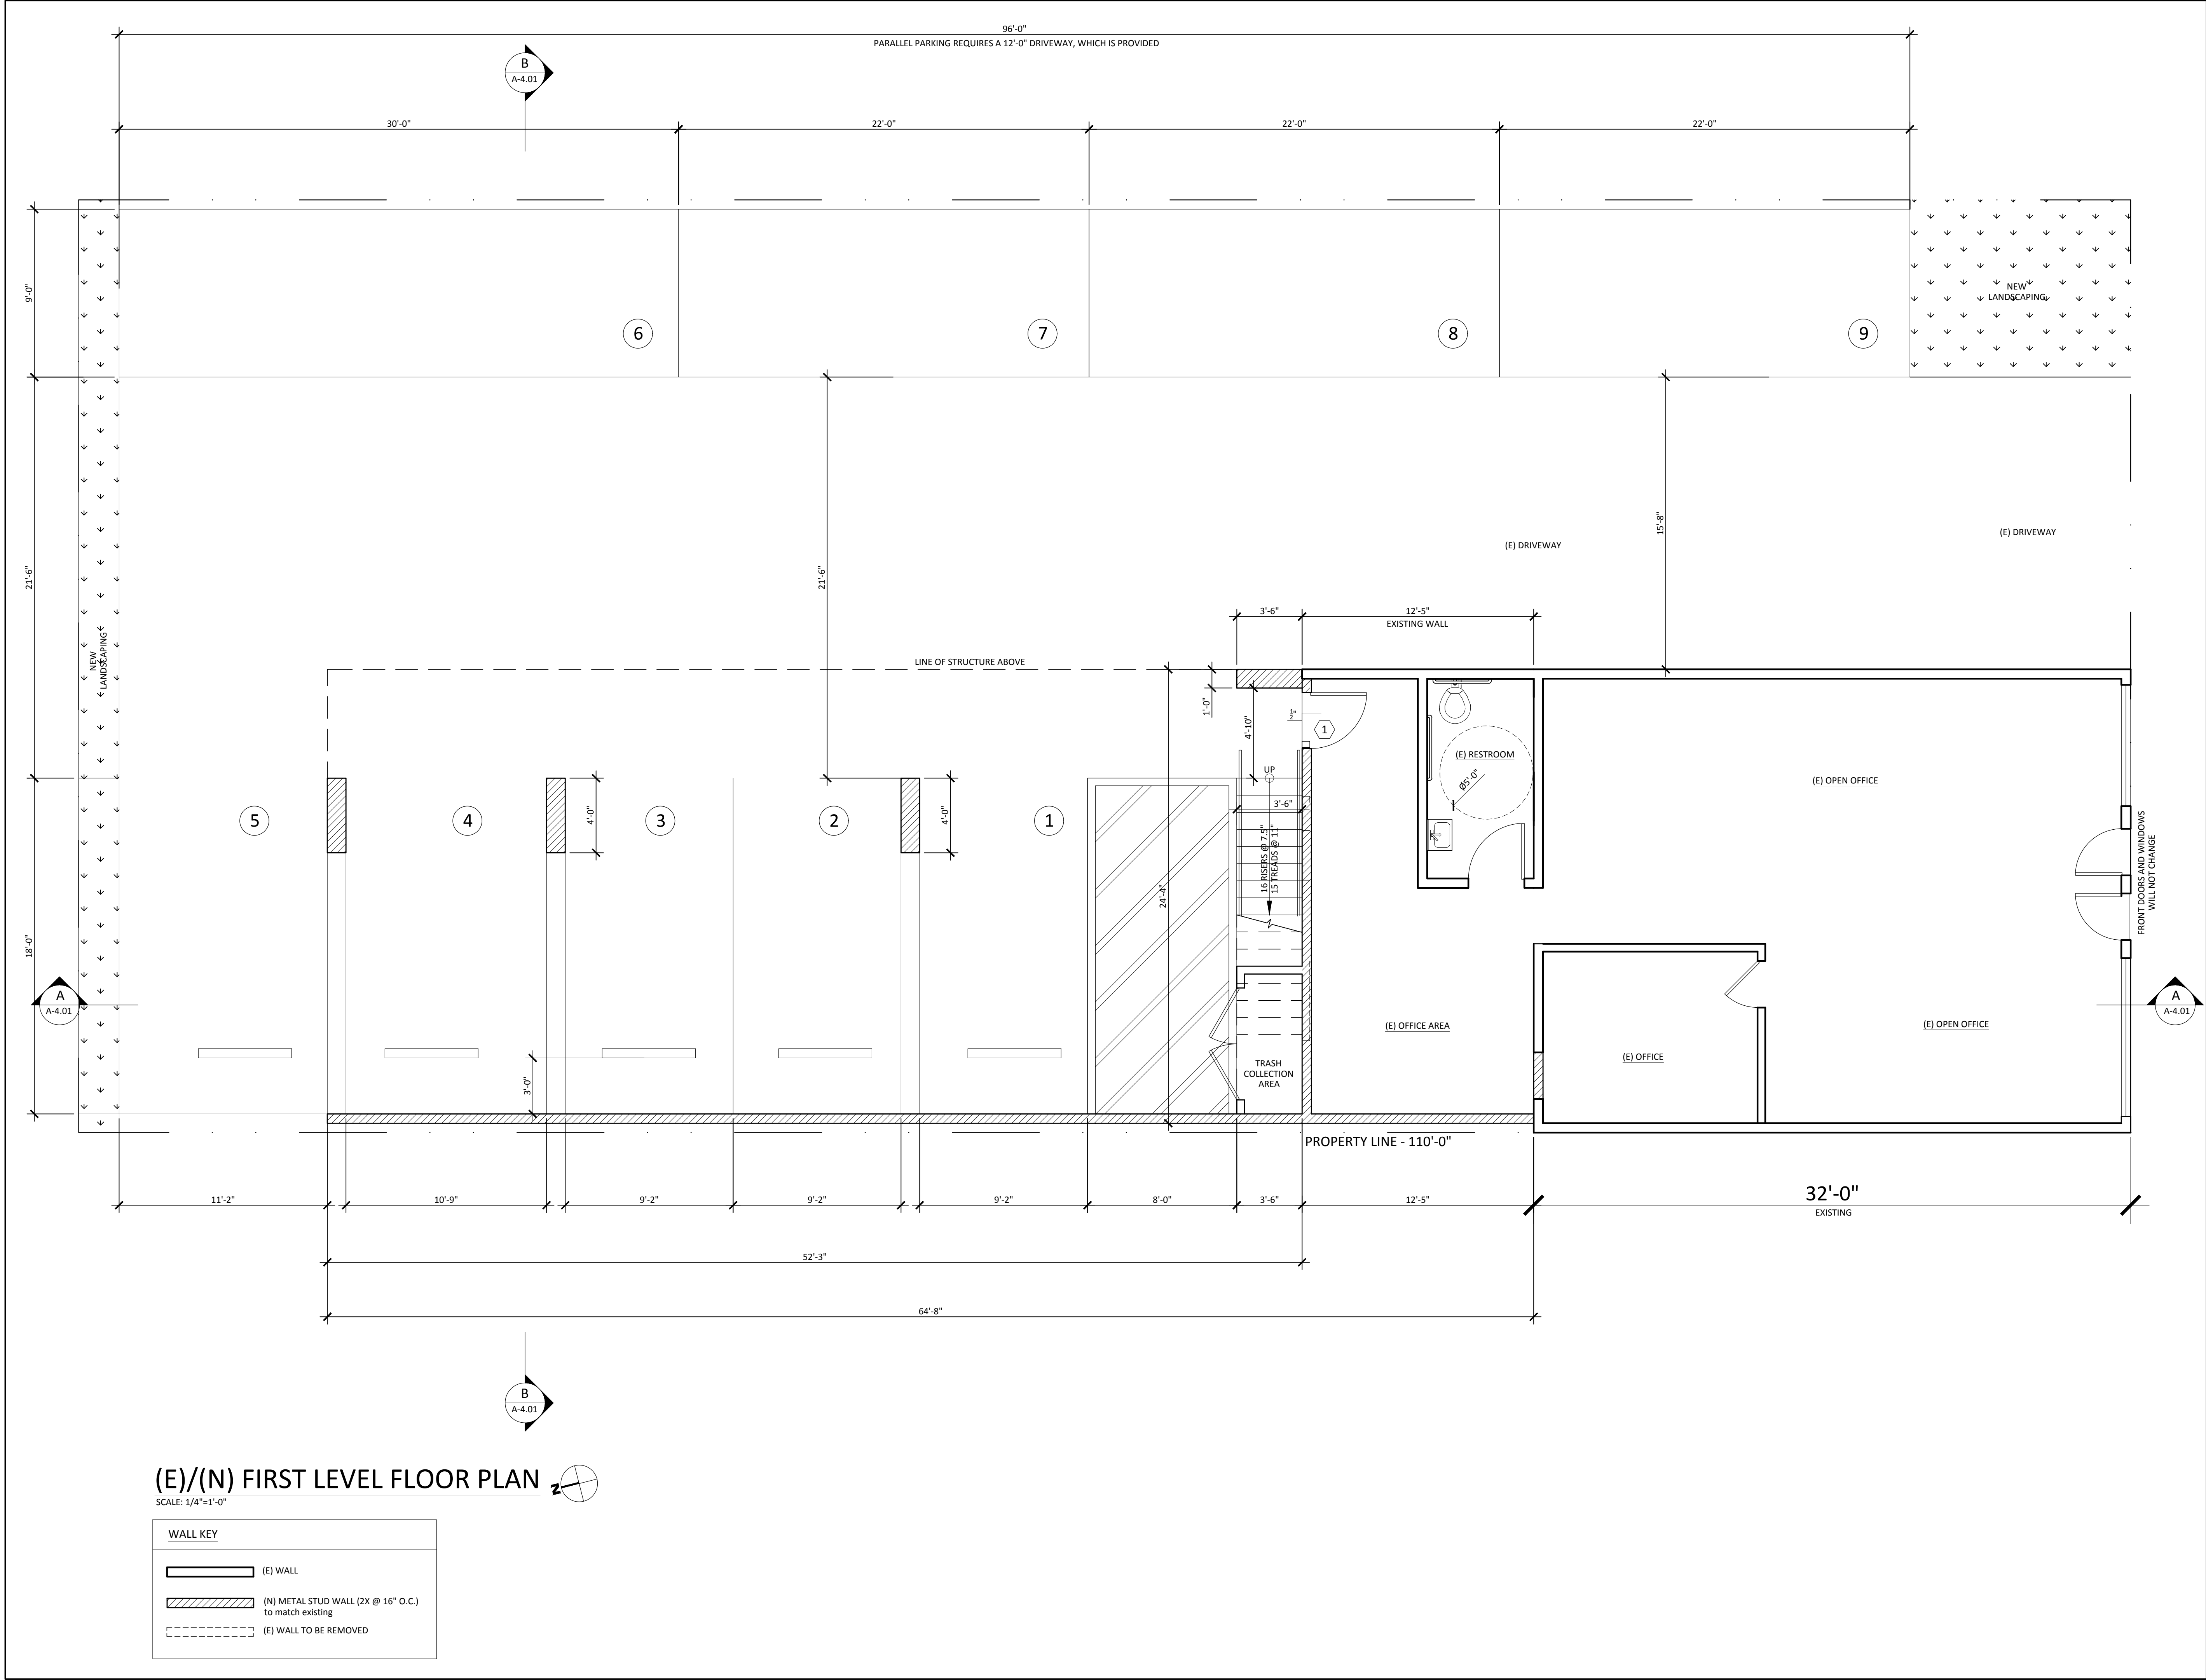 96'-0"
PARALLEL PARKING REQUIRES A 12'-0" DRIVEWAY, WHICH IS PROVIDED
B
A-4.01
30'-0"
22'-0"
22'-0"
22'-0"
9'-0"
6
7
8
9
NEW
LANDSCAPING
21'-6"
21'-6"
15'-8"
(E) DRIVEWAY
(E) DRIVEWAY
NEW
LANDSCAPING
3'-6"
12'-5"
EXISTING WALL
LINE OF STRUCTURE ABOVE
1'-0"
4'-10"
1/2"
1
(E) RESTROOM
Ø5'-0"
UP
3'-6"
16 RISERS @ 7.5"
15 TREADS @ 11"
(E) OPEN OFFICE
5
4
4'-0"
3
2
4'-0"
1
24'-4"
FRONT DOORS AND WINDOWS
WILL NOT CHANGE
18'-0"
A
A-4.01
A
A-4.01
(E) OFFICE AREA
(E) OPEN OFFICE
(E) OFFICE
3'-0"
TRASH
COLLECTION
AREA
PROPERTY LINE - 110'-0"
11'-2"
10'-9"
9'-2"
9'-2"
9'-2"
8'-0"
3'-6"
12'-5"
32'-0"
EXISTING
52'-3"
64'-8"
B
A-4.01
(E)/(N) FIRST LEVEL FLOOR PLAN
N
SCALE: 1/4"=1'-0"
WALL KEY
(E) WALL
(N) METAL STUD WALL (2X @ 16" O.C.)
to match existing
(E) WALL TO BE REMOVED